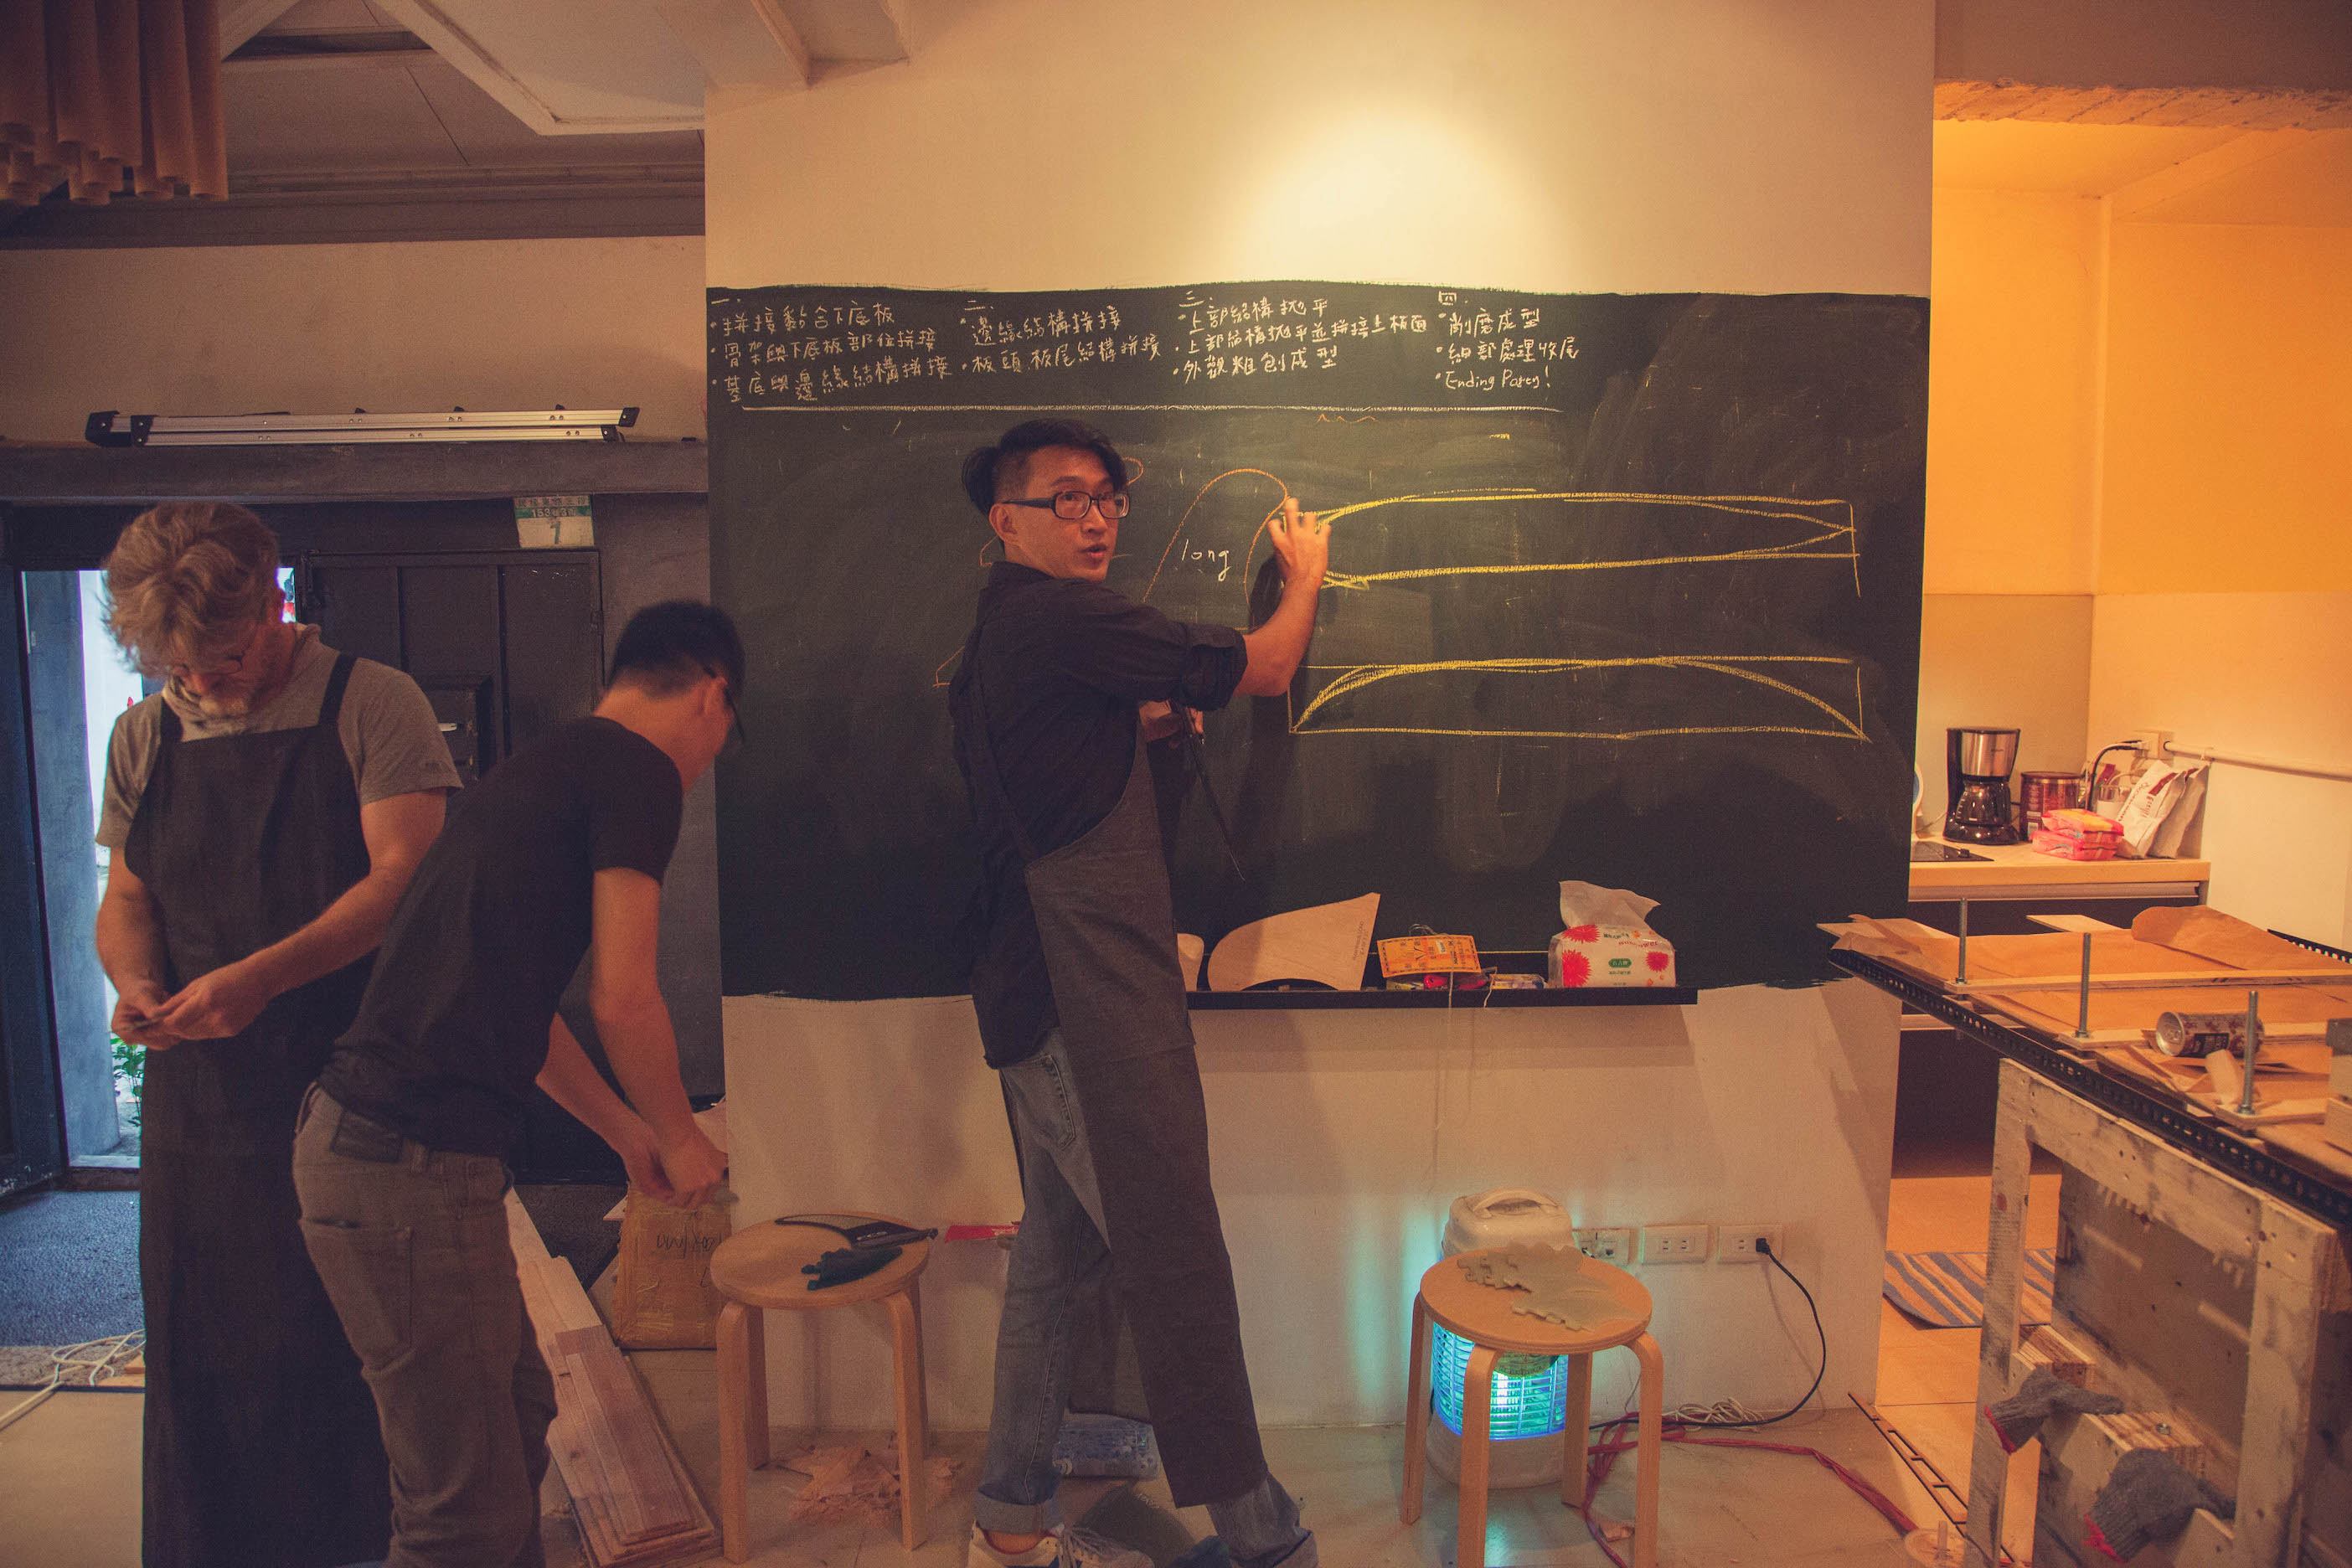 一.
•拼接黏合下底板
•骨架與下底板部位拼接
•基底與邊緣結構拼接
二.
•邊緣結構拼接
•板頭板尾結構拼接
三.
•上部結構拋平
•上部結構拋平並拼接上板面
•外觀粗刨成型
四.
•削磨成型
•細部處理收尾
•Ending Party!
long